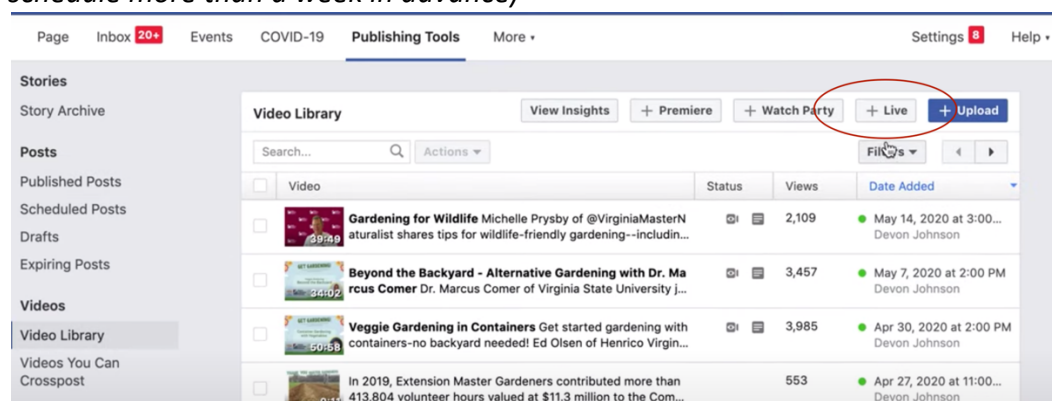 schedule more than a week in advance)
Page Inbox 20+ Events COVID-19 Publishing Tools More Settings 8 Help
Stories
Story Archive
Posts
Published Posts
Scheduled Posts
Drafts
Expiring Posts
Videos
Video Library
Videos You Can
Crosspost
Video Library View Insights + Premiere + Watch Party + Live + Upload
Search... Actions
Video Status Views Date Added
39:49 Gardening for Wildlife Michelle Prysby of @VirginiaMasterN 2,109 May 14, 2020 at 3:00...
aturalist shares tips for wildlife-friendly gardening--includin... Devon Johnson
34:02 Beyond the Backyard - Alternative Gardening with Dr. Ma 3,457 May 7, 2020 at 2:00 PM
rcus Comer Dr. Marcus Comer of Virginia State University j... Devon Johnson
50:58 Veggie Gardening in Containers Get started gardening with 3,985 Apr 30, 2020 at 2:00 PM
containers-no backyard needed! Ed Olsen of Henrico Virgin... Devon Johnson
In 2019, Extension Master Gardeners contributed more than 553 Apr 27, 2020 at 11:00...
413,804 volunteer hours valued at $11.3 million to the Com... Devon Johnson